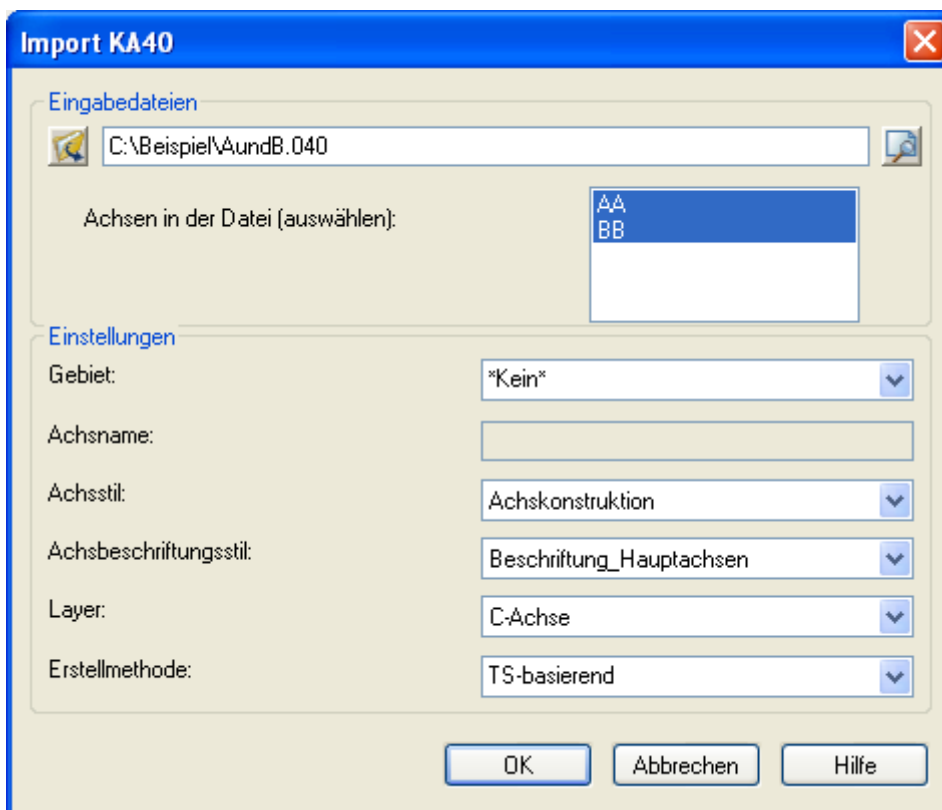 Import KA40
Eingabedateien
C:\Beispiel\AundB.040
Achsen in der Datei (auswählen):
AA
BB
Einstellungen
Gebiet:
*Kein*
Achsname:
Achsstil:
Achskonstruktion
Achsbeschriftungsstil:
Beschriftung_Hauptachsen
Layer:
C-Achse
Erstellmethode:
TS-basierend
OK
Abbrechen
Hilfe